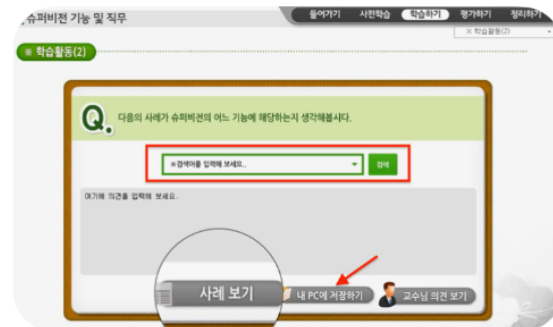 슈퍼비전 기능 및 직무
들어가기 사전학습 학습하기 평가하기 정리하기
※ 학습활동(2)
※ 학습활동(2)
Q. 다음의 사례가 슈퍼비전의 어느 기능에 해당하는지 생각해봅시다.
※검색어를 입력해 보세요.. 검색
여기에 의견을 입력해 보세요.
사례 보기 내 PC에 저장하기 교수님 의견 보기